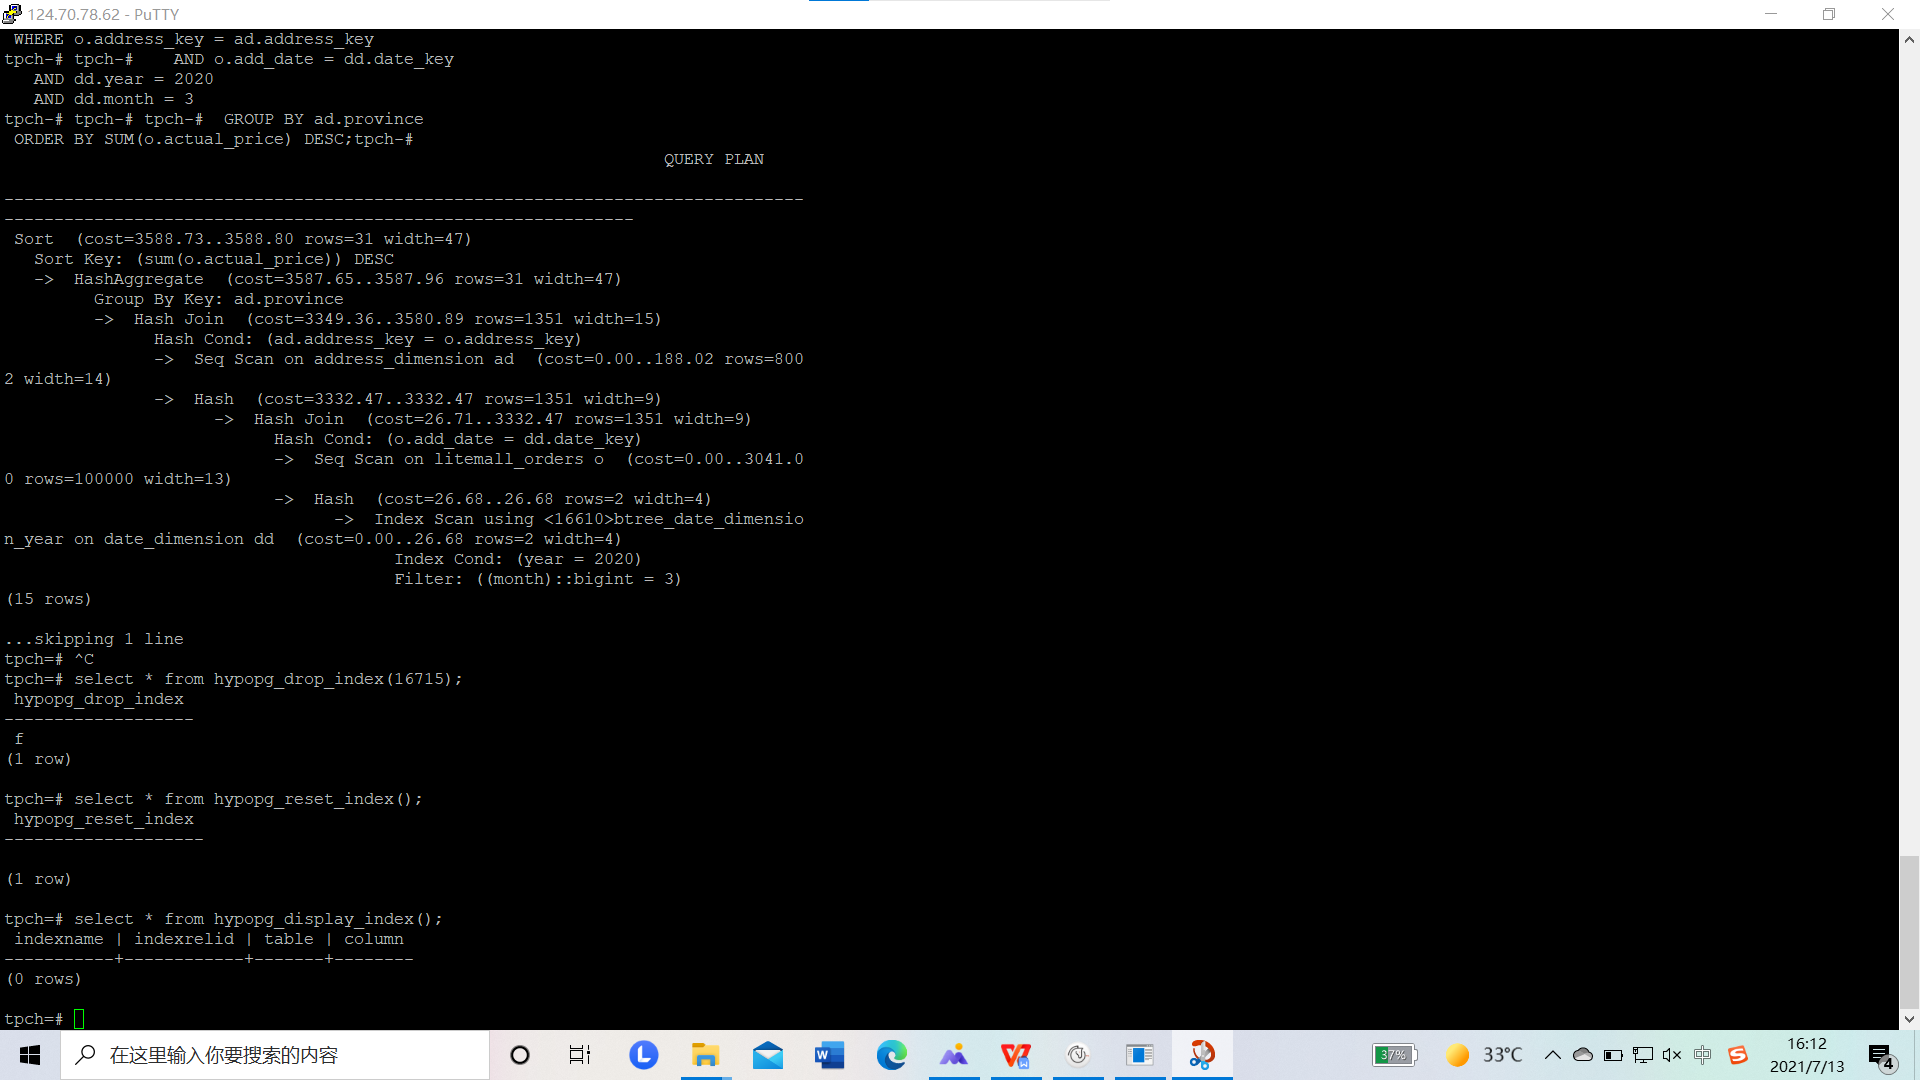 124.70.78.62 - PuTTY
 WHERE o.address_key = ad.address_key
tpch-# tpch-#    AND o.add_date = dd.date_key
   AND dd.year = 2020
   AND dd.month = 3
tpch-# tpch-# tpch-#  GROUP BY ad.province
 ORDER BY SUM(o.actual_price) DESC;tpch-#
                                                                  QUERY PLAN
--------------------------------------------------------------------------------
---------------------------------------------------------------
 Sort  (cost=3588.73..3588.80 rows=31 width=47)
   Sort Key: (sum(o.actual_price)) DESC
   ->  HashAggregate  (cost=3587.65..3587.96 rows=31 width=47)
         Group By Key: ad.province
         ->  Hash Join  (cost=3349.36..3580.89 rows=1351 width=15)
               Hash Cond: (ad.address_key = o.address_key)
               ->  Seq Scan on address_dimension ad  (cost=0.00..188.02 rows=800
2 width=14)
               ->  Hash  (cost=3332.47..3332.47 rows=1351 width=9)
                     ->  Hash Join  (cost=26.71..3332.47 rows=1351 width=9)
                           Hash Cond: (o.add_date = dd.date_key)
                           ->  Seq Scan on litemall_orders o  (cost=0.00..3041.0
0 rows=100000 width=13)
                           ->  Hash  (cost=26.68..26.68 rows=2 width=4)
                                 ->  Index Scan using <16610>btree_date_dimensio
n_year on date_dimension dd  (cost=0.00..26.68 rows=2 width=4)
                                       Index Cond: (year = 2020)
                                       Filter: ((month)::bigint = 3)
(15 rows)
...skipping 1 line
tpch=# ^C
tpch=# select * from hypopg_drop_index(16715);
 hypopg_drop_index
-------------------
 f
(1 row)
tpch=# select * from hypopg_reset_index();
 hypopg_reset_index
--------------------
(1 row)
tpch=# select * from hypopg_display_index();
 indexname | indexrelid | table | column
-----------+------------+-------+--------
(0 rows)
tpch=#
在这里输入你要搜索的内容
37%
33°C
中
16:12
2021/7/13
4